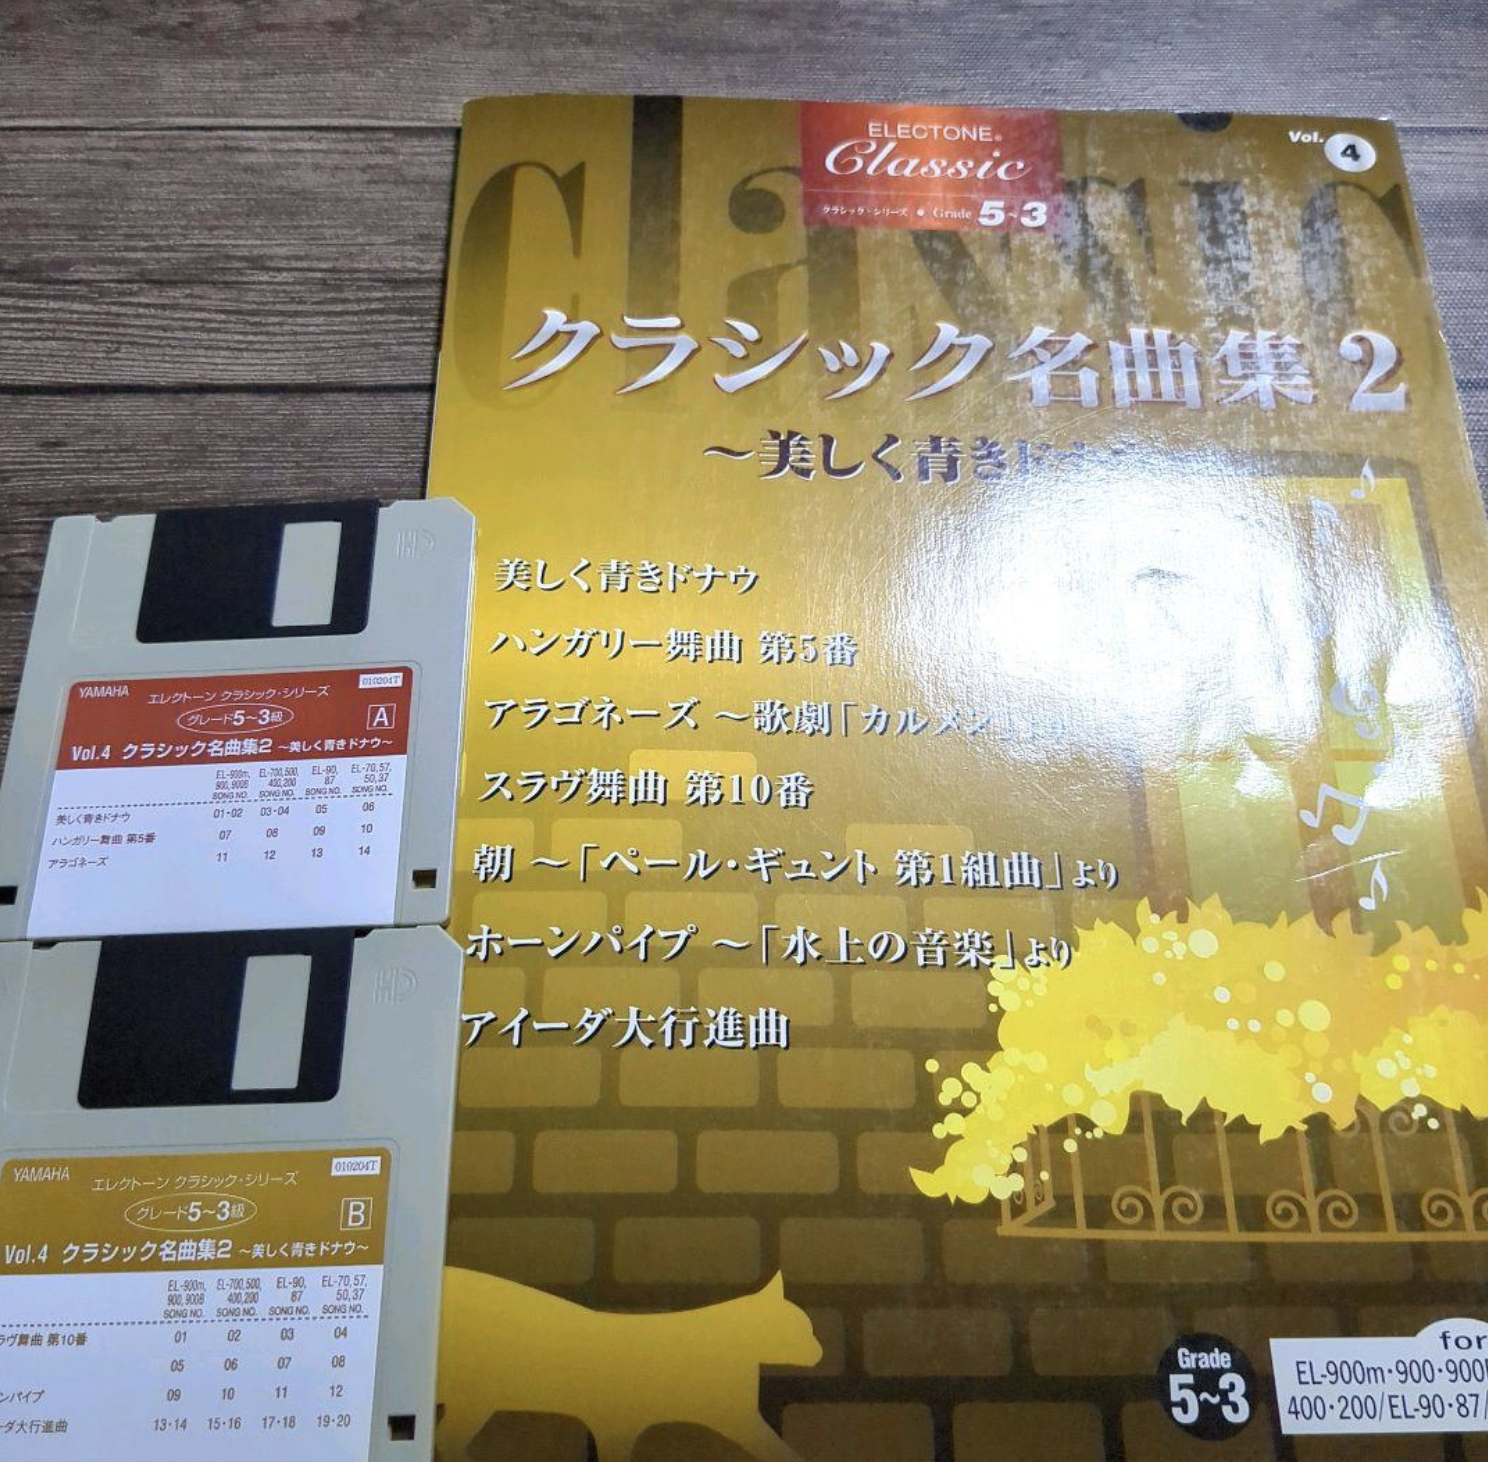 ELECTONE®
Classic
クラシック・シリーズ ● Grade 5~3
Vol. 4
Classic
クラシック名曲集 2
～美しく青きドナウ
美しく青きドナウ
ハンガリー舞曲 第5番
アラゴネーズ ～歌劇「カルメン」より
スラヴ舞曲 第10番
朝 ～「ペール・ギュント 第1組曲」より
ホーンパイプ ～「水上の音楽」より
アイーダ大行進曲
Grade
5~3
for
EL-900m・900・900
400・200/EL-90・87/
HD
YAMAHA エレクトーン クラシック・シリーズ 010204T
グレード5～3級 A
Vol.4 クラシック名曲集2 ～美しく青きドナウ～
EL-900m, EL-700,500, EL-90, EL-70,57,
900,900B 400,200 87 50,37
SONG NO. SONG NO. SONG NO. SONG NO.
美しく青きドナウ 01・02 03・04 05 06
ハンガリー舞曲 第5番 07 08 09 10
アラゴネーズ 11 12 13 14
HD
YAMAHA エレクトーン クラシック・シリーズ 010204T
グレード5～3級 B
Vol.4 クラシック名曲集2 ～美しく青きドナウ～
EL-900m, EL-700,500, EL-90, EL-70,57,
900,900B 400,200 87 50,37
SONG NO. SONG NO. SONG NO. SONG NO.
ラヴ舞曲 第10番 01 02 03 04
05 06 07 08
ンパイプ 09 10 11 12
ーダ大行進曲 13・14 15・16 17・18 19・20